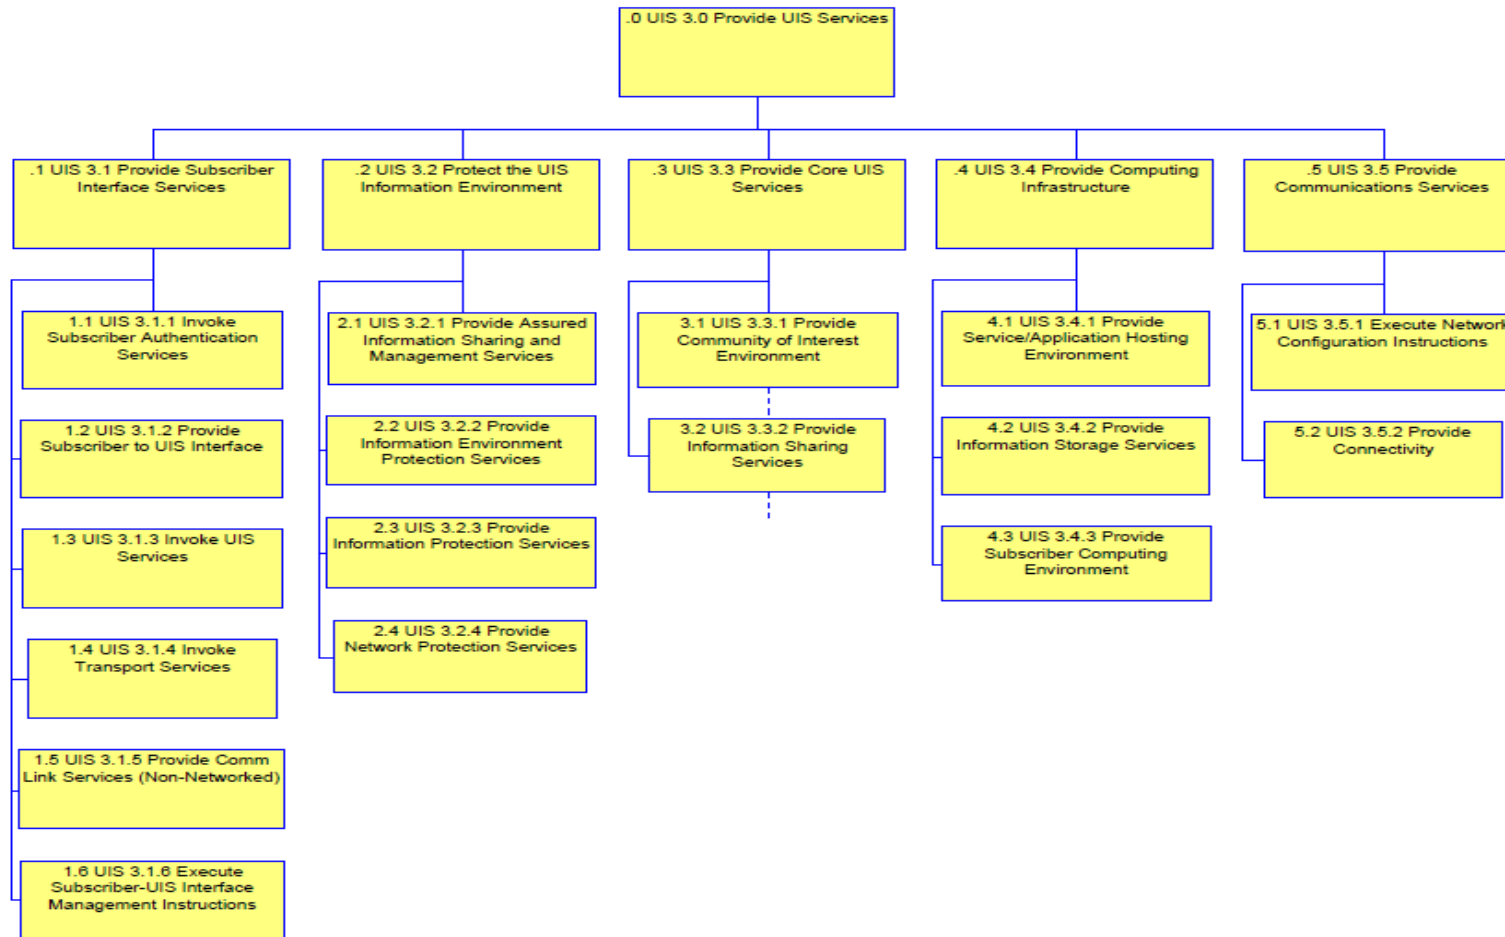 .0 UIS 3.0 Provide UIS Services
.1 UIS 3.1 Provide Subscriber
Interface Services
.2 UIS 3.2 Protect the UIS
Information Environment
.3 UIS 3.3 Provide Core UIS
Services
.4 UIS 3.4 Provide Computing
Infrastructure
.5 UIS 3.5 Provide
Communications Services
1.1 UIS 3.1.1 Invoke
Subscriber Authentication
Services
1.2 UIS 3.1.2 Provide
Subscriber to UIS Interface
1.3 UIS 3.1.3 Invoke UIS
Services
1.4 UIS 3.1.4 Invoke
Transport Services
1.5 UIS 3.1.5 Provide Comm
Link Services (Non-Networked)
1.6 UIS 3.1.6 Execute
Subscriber-UIS Interface
Management Instructions
2.1 UIS 3.2.1 Provide Assured
Information Sharing and
Management Services
2.2 UIS 3.2.2 Provide
Information Environment
Protection Services
2.3 UIS 3.2.3 Provide
Information Protection Services
2.4 UIS 3.2.4 Provide
Network Protection Services
3.1 UIS 3.3.1 Provide
Community of Interest
Environment
3.2 UIS 3.3.2 Provide
Information Sharing
Services
4.1 UIS 3.4.1 Provide
Service/Application Hosting
Environment
4.2 UIS 3.4.2 Provide
Information Storage Services
4.3 UIS 3.4.3 Provide
Subscriber Computing
Environment
5.1 UIS 3.5.1 Execute Network
Configuration Instructions
5.2 UIS 3.5.2 Provide
Connectivity